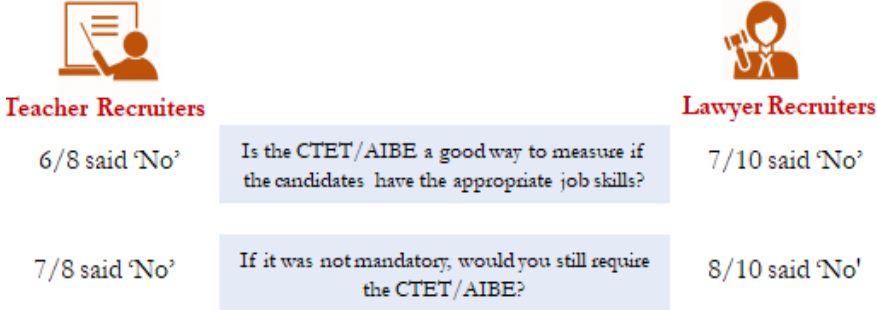 Teacher Recruiters
Lawyer Recruiters
6/8 said ‘No’
Is the CTET/AIBE a good way to measure if
the candidates have the appropriate job skills?
7/10 said ‘No’
7/8 said ‘No’
If it was not mandatory, would you still require
the CTET/AIBE?
8/10 said ‘No'